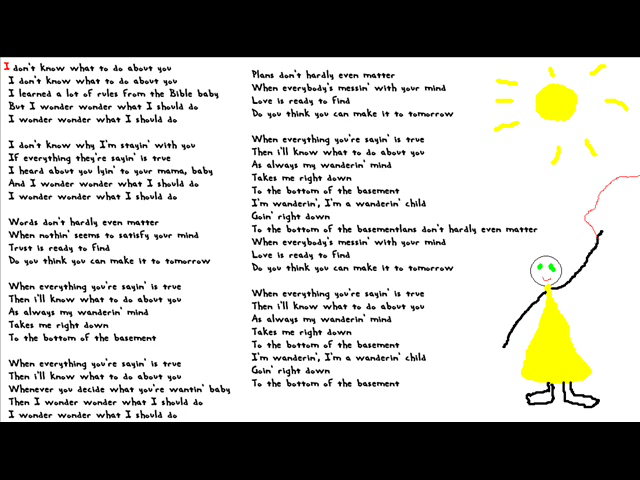 I don't know what to do about you
I don't know what to do about you
I learned a lot of rules from the Bible baby
But I wonder wonder what I should do
I wonder wonder what I should do

I don't know why I'm stayin' with you
If everything they're sayin' is true
I heard about you lyin' to your mama, baby
And I wonder wonder what I should do
I wonder wonder what I should do

Words don't hardly even matter
When nothin' seems to satisfy your mind
Trust is ready to find
Do you think you can make it to tomorrow

When everything you're sayin' is true
Then i'll know what to do about you
As always my wanderin' mind
Takes me right down
To the bottom of the basement

When everything you're sayin' is true
Then i'll know what to do about you
Whenever you decide what you're wantin' baby
Then I wonder wonder what I should do
I wonder wonder what I should do

Plans don't hardly even matter
When everybody's messin' with your mind
Love is ready to find
Do you think you can make it to tomorrow

When everything you're sayin' is true
Then i'll know what to do about you
As always my wanderin' mind
Takes me right down
To the bottom of the basement
I'm wanderin', I'm a wanderin' child
Goin' right down
To the bottom of the basementlans don't hardly even matter
When everybody's messin' with your mind
Love is ready to find
Do you think you can make it to tomorrow

When everything you're sayin' is true
Then i'll know what to do about you
As always my wanderin' mind
Takes me right down
To the bottom of the basement
I'm wanderin', I'm a wanderin' child
Goin' right down
To the bottom of the basement